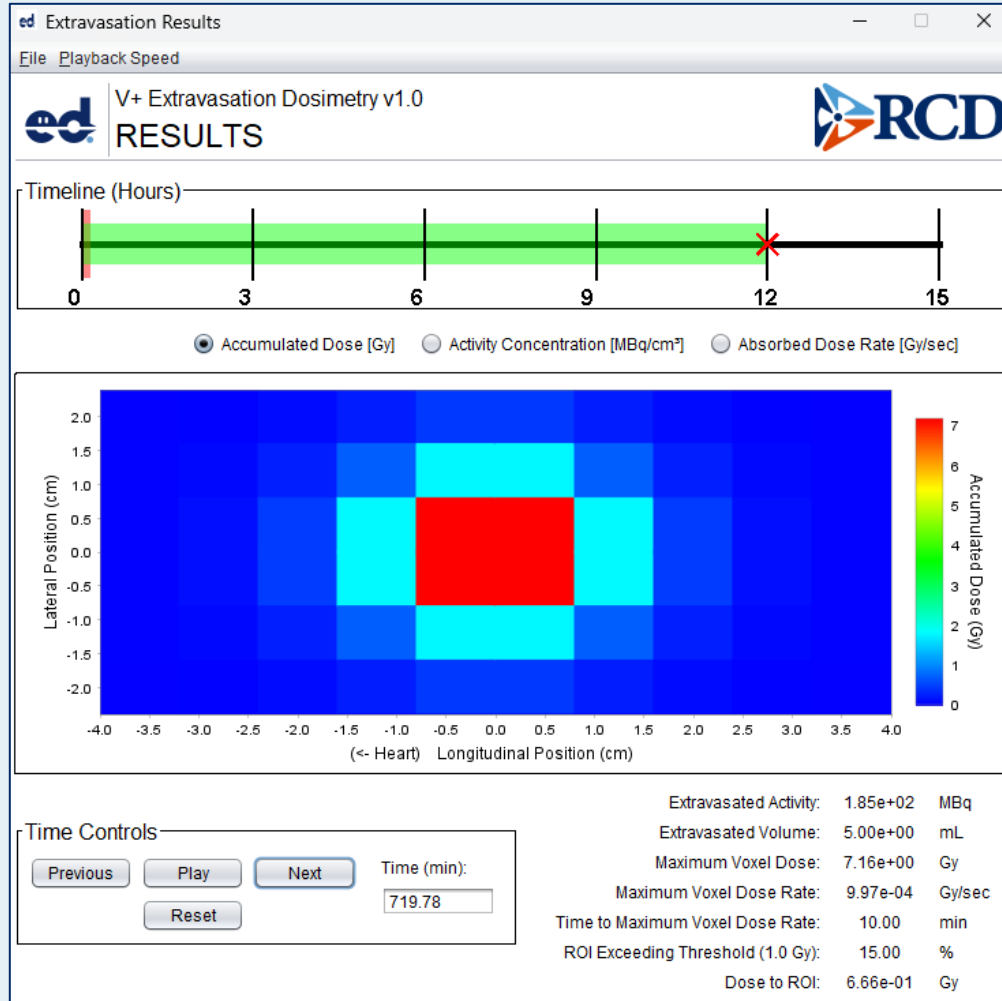 ed Extravasation Results
File Playback Speed
ed V+ Extravasation Dosimetry v1.0
RESULTS
RCD
Timeline (Hours)
0 3 6 9 12 15
Accumulated Dose [Gy] Activity Concentration [MBq/cm³] Absorbed Dose Rate [Gy/sec]
Lateral Position (cm)
2.0
1.5
1.0
0.5
0.0
-0.5
-1.0
-1.5
-2.0
-4.0 -3.5 -3.0 -2.5 -2.0 -1.5 -1.0 -0.5 0.0 0.5 1.0 1.5 2.0 2.5 3.0 3.5 4.0
(<- Heart) Longitudinal Position (cm)
7
6
5
4
3
2
1
0
Accumulated Dose (Gy)
Time Controls
Previous Play Next
Reset
Time (min):
719.78
Extravasated Activity: 1.85e+02 MBq
Extravasated Volume: 5.00e+00 mL
Maximum Voxel Dose: 7.16e+00 Gy
Maximum Voxel Dose Rate: 9.97e-04 Gy/sec
Time to Maximum Voxel Dose Rate: 10.00 min
ROI Exceeding Threshold (1.0 Gy): 15.00 %
Dose to ROI: 6.66e-01 Gy